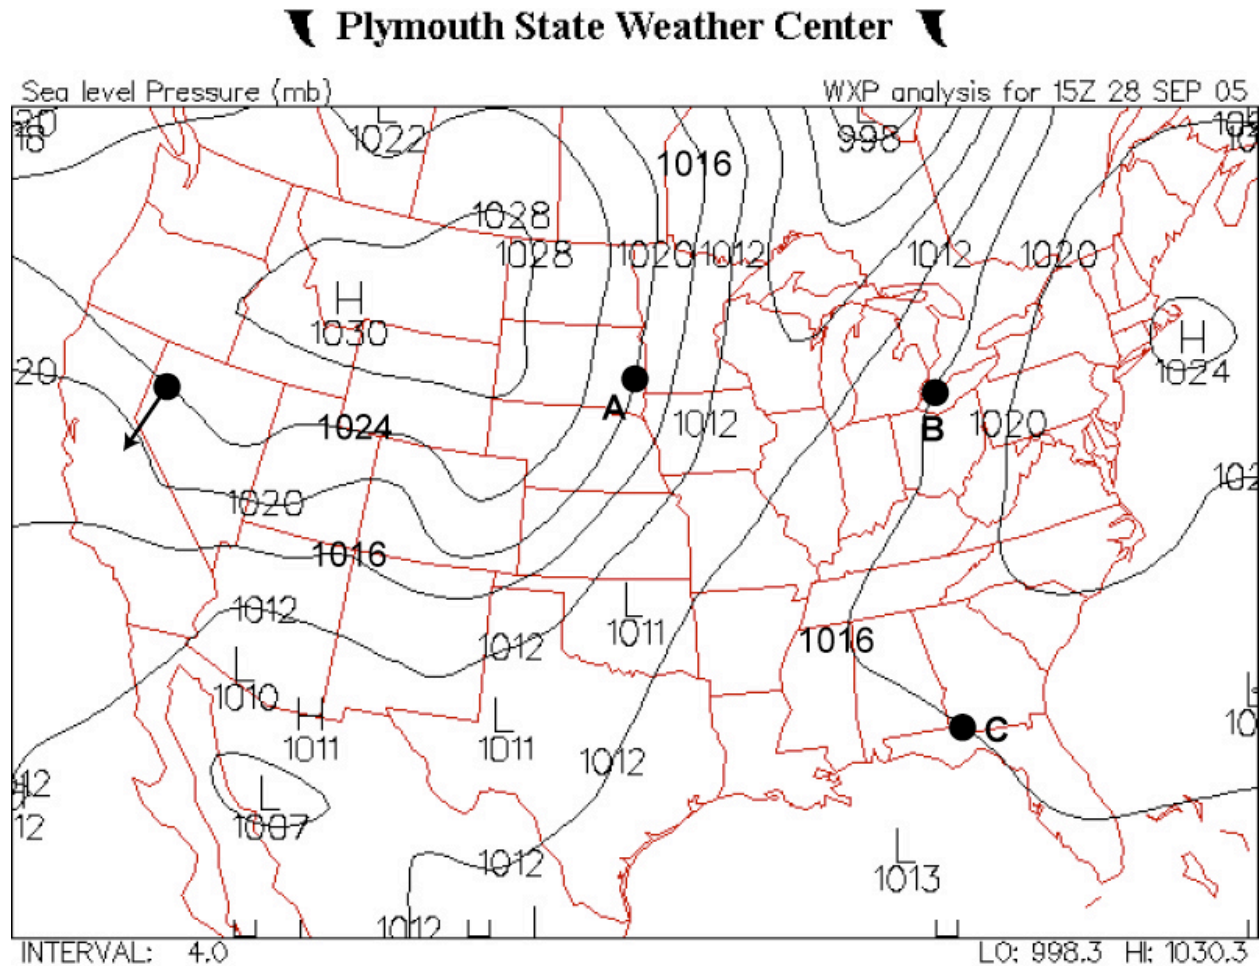 Plymouth State Weather Center
Sea level Pressure (mb) WXP analysis for 15Z 28 SEP 05
L 1022
L 998
1016
1028
1028 1020 1012 1012 1020
H 1030
H 1024
20
A
B
1024 1012 1020
1020
1016
1012
L 1011
1012 1016
L 1010
H 1011
L 1011
C
1012
12
12
L 1007
1012
L 1013
1012
INTERVAL: 4.0 LO: 998.3 HI: 1030.3